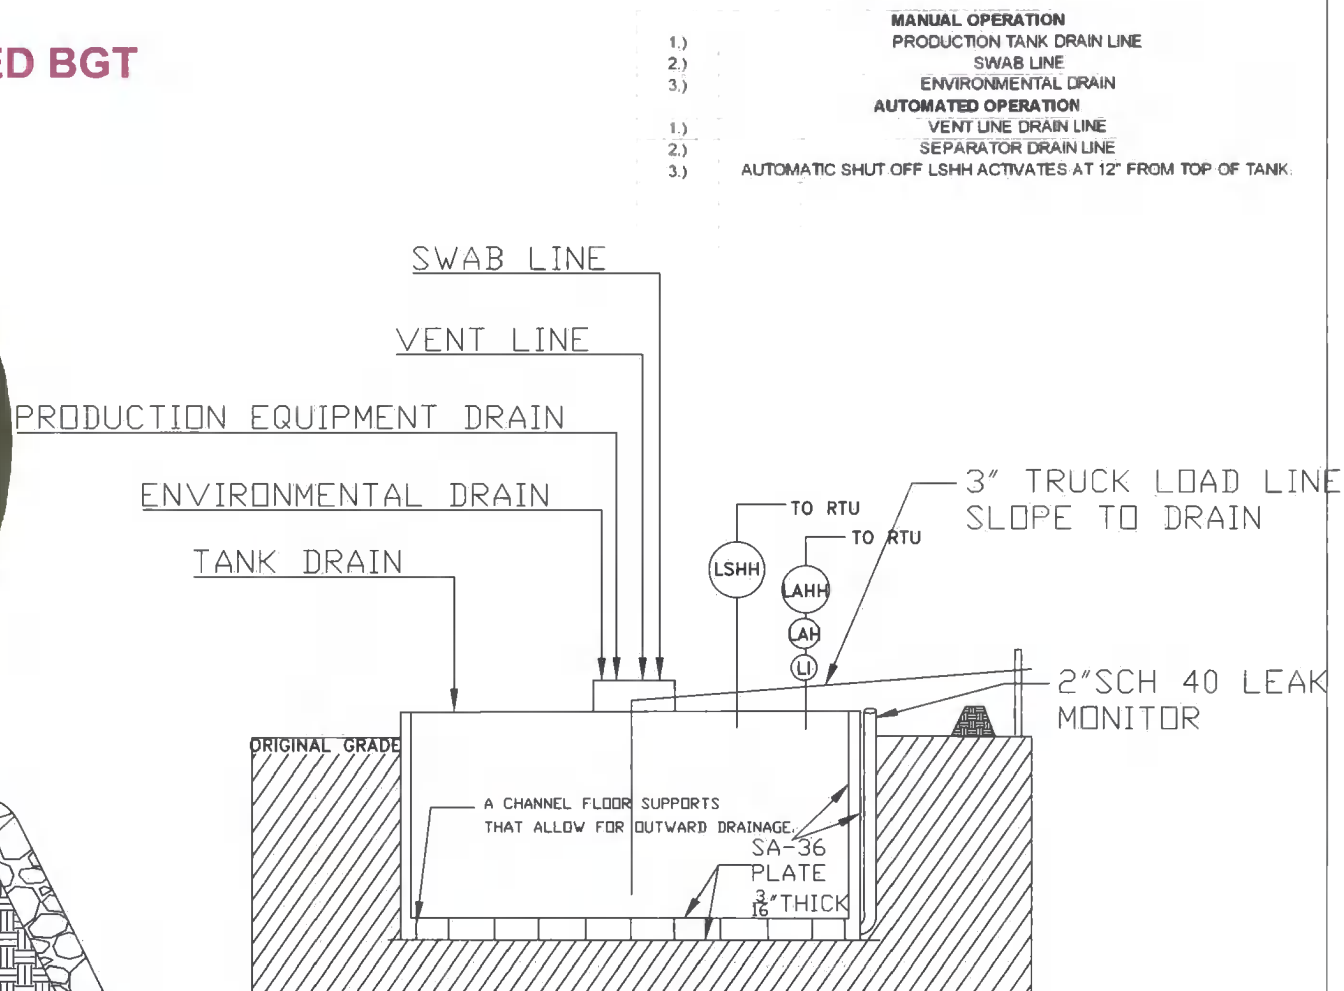 ED BGT
MANUAL OPERATION
1.) PRODUCTION TANK DRAIN LINE
2.) SWAB LINE
3.) ENVIRONMENTAL DRAIN
AUTOMATED OPERATION
1.) VENT LINE DRAIN LINE
2.) SEPARATOR DRAIN LINE
3.) AUTOMATIC SHUT OFF LSHH ACTIVATES AT 12" FROM TOP OF TANK.
SWAB LINE
VENT LINE
PRODUCTION EQUIPMENT DRAIN
ENVIRONMENTAL DRAIN
TANK DRAIN
3" TRUCK LOAD LINE
SLOPE TO DRAIN
TO RTU
TO RTU
LSHH
LAHH
LAH
LI
2"SCH 40 LEAK
MONITOR
ORIGINAL GRADE
A CHANNEL FLOOR SUPPORTS
THAT ALLOW FOR OUTWARD DRAINAGE.
SA-36
PLATE
3/16"THICK